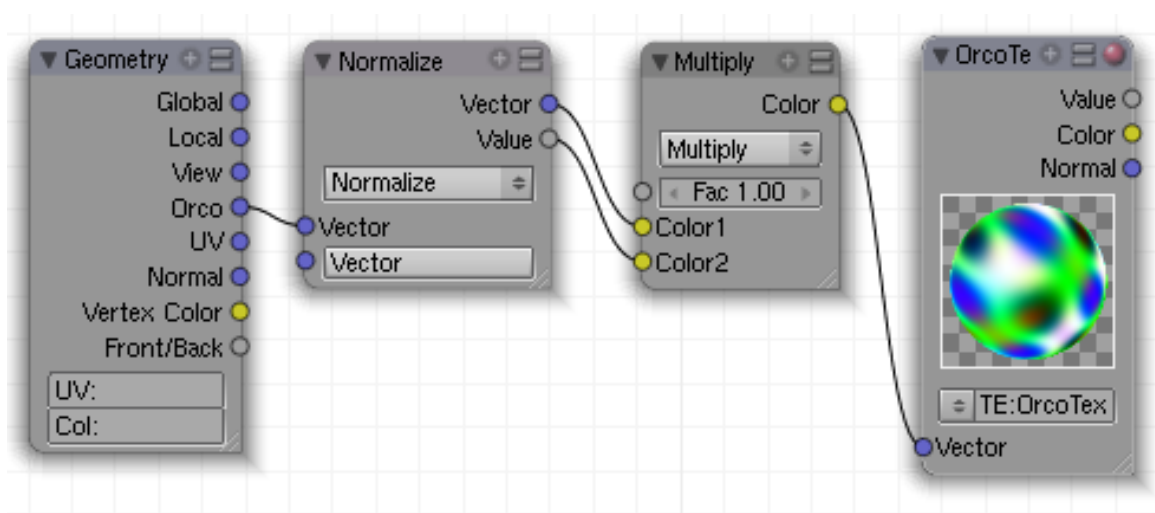 Geometry
Global
Local
View
Orco
UV
Normal
Vertex Color
Front/Back
UV:
Col:
Normalize
Vector
Value
Normalize
Vector
Vector
Multiply
Color
Multiply
Fac 1.00
Color1
Color2
OrcoTe
Value
Color
Normal
TE:OrcoTex
Vector